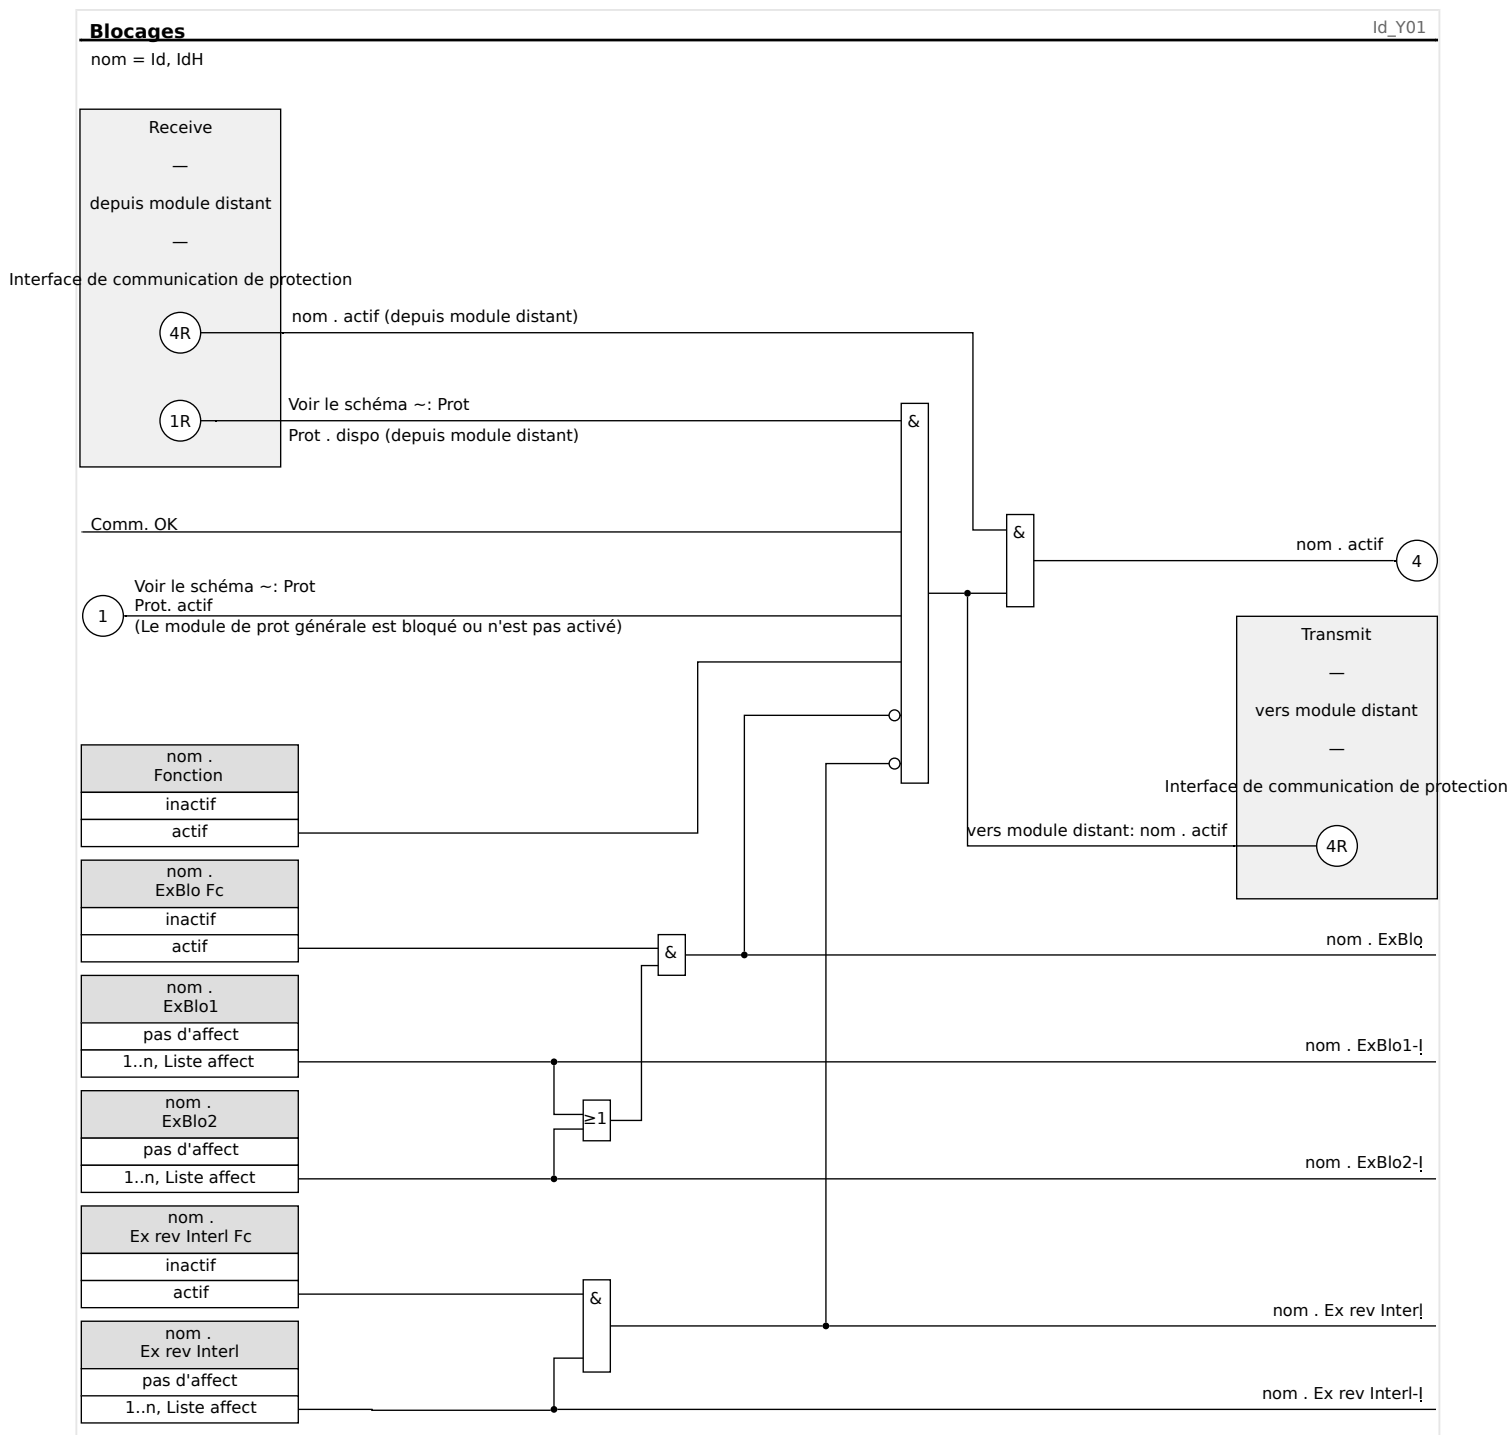 Blocages
Id_Y01
nom = Id, IdH
Receive
—
depuis module distant
—
Interface de communication de protection
4R
nom . actif (depuis module distant)
1R
Voir le schéma ~: Prot
Prot . dispo (depuis module distant)
&
Comm. OK
&
nom . actif
4
1
Voir le schéma ~: Prot
Prot. actif
(Le module de prot générale est bloqué ou n'est pas activé)
Transmit
—
vers module distant
—
Interface de communication de protection
vers module distant: nom . actif
4R
nom .
Fonction
inactif
actif
nom .
ExBlo Fc
inactif
actif
&
nom . ExBlo
nom .
ExBlo1
pas d'affect
1..n, Liste affect
nom . ExBlo1-I
≥1
nom .
ExBlo2
pas d'affect
1..n, Liste affect
nom . ExBlo2-I
nom .
Ex rev Interl Fc
inactif
actif
&
nom . Ex rev Interl
nom .
Ex rev Interl
pas d'affect
1..n, Liste affect
nom . Ex rev Interl-I